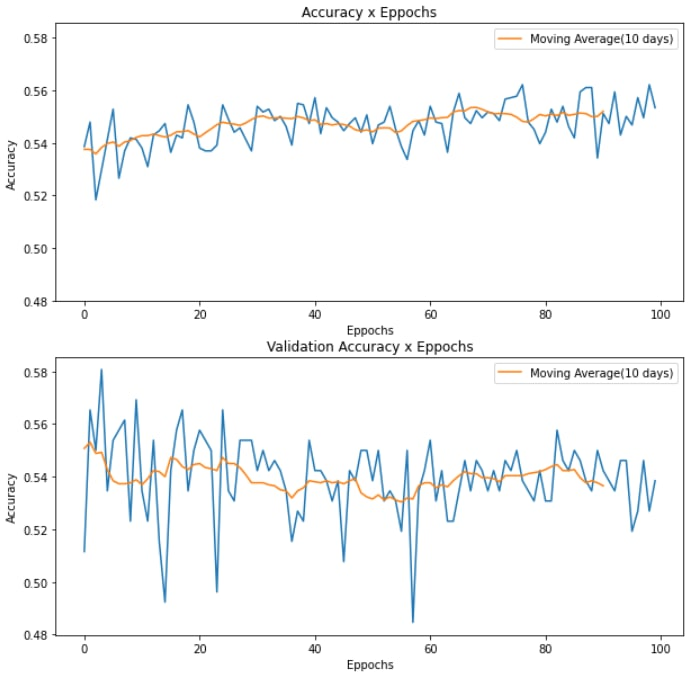 Accuracy x Eppochs
0.58
Moving Average(10 days)
0.56
0.54
Accuracy
0.52
0.50
0.48
0 20 40 60 80 100
Eppochs
Validation Accuracy x Eppochs
0.58
Moving Average(10 days)
0.56
0.54
Accuracy
0.52
0.50
0.48
0 20 40 60 80 100
Eppochs